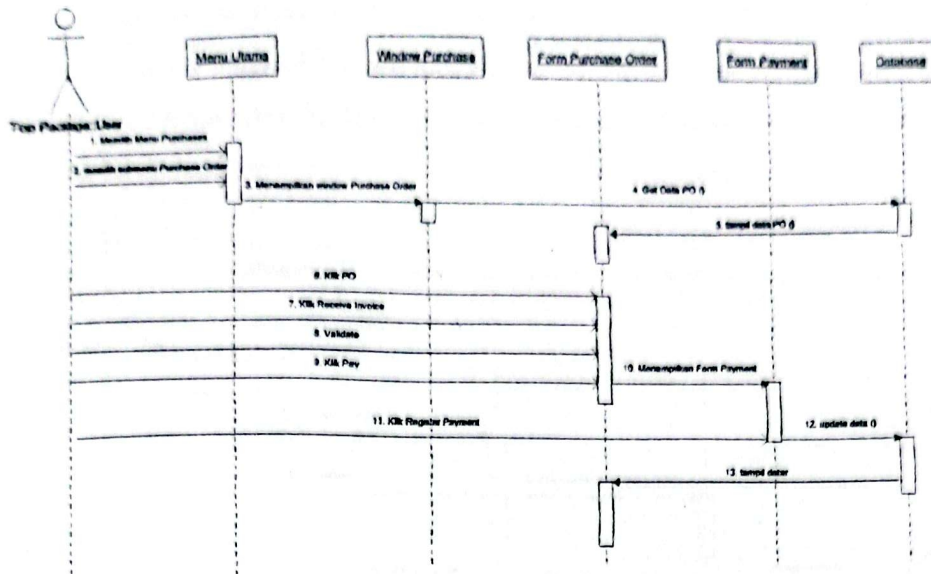 Menu Utama
Window Purchase
Form Purchase Order
Form Payment
Database
User
1. Memilih Menu Purchases
2. memilih submenu Purchase Order
3. Menampilkan window Purchase Order
4. Get Data PO ()
5. tampil data PO ()
6. Klik PO
7. Klik Receive Invoice
8. Validate
9. Klik Pay
10. Menampilkan Form Payment
11. Klik Register Payment
12. update data ()
13. tampil data